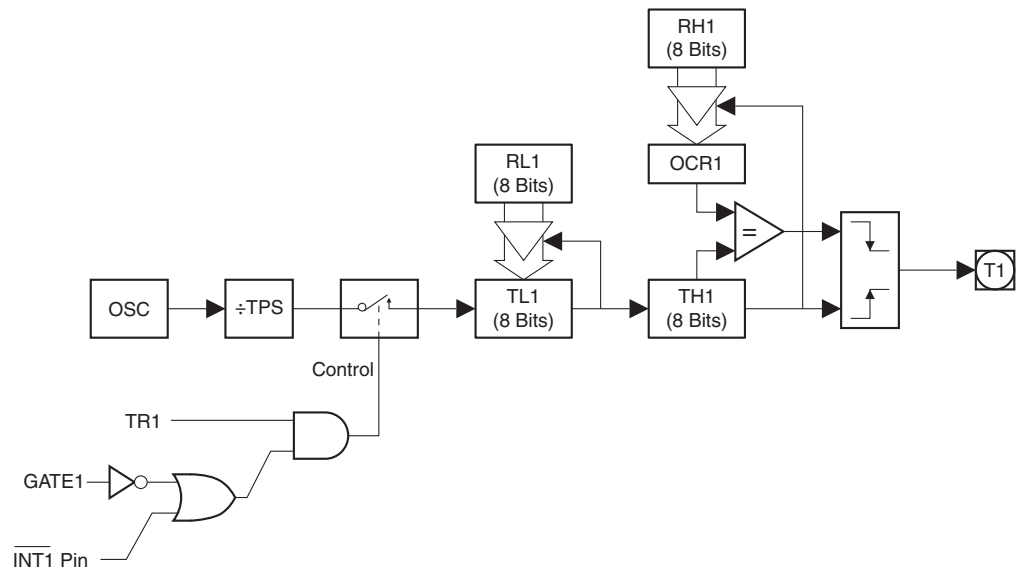 RH1
(8 Bits)
RL1
(8 Bits)
OCR1
=
OSC
÷TPS
TL1
(8 Bits)
TH1
(8 Bits)
T1
Control
TR1
GATE1
INT1 Pin